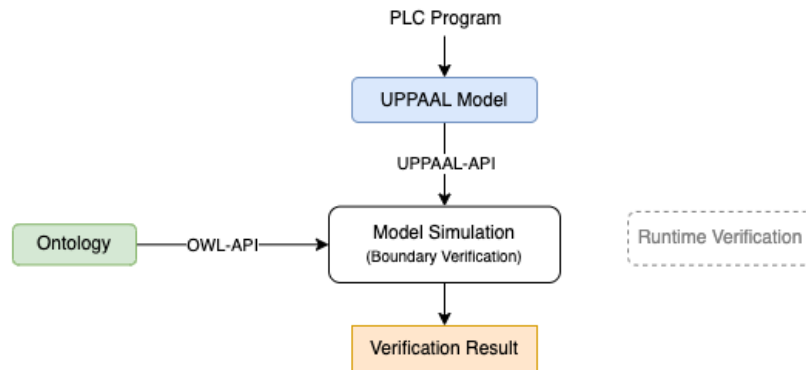 PLC Program
UPPAAL Model
UPPAAL-API
Ontology
OWL-API
Model Simulation
(Boundary Verification)
Runtime Verification
Verification Result